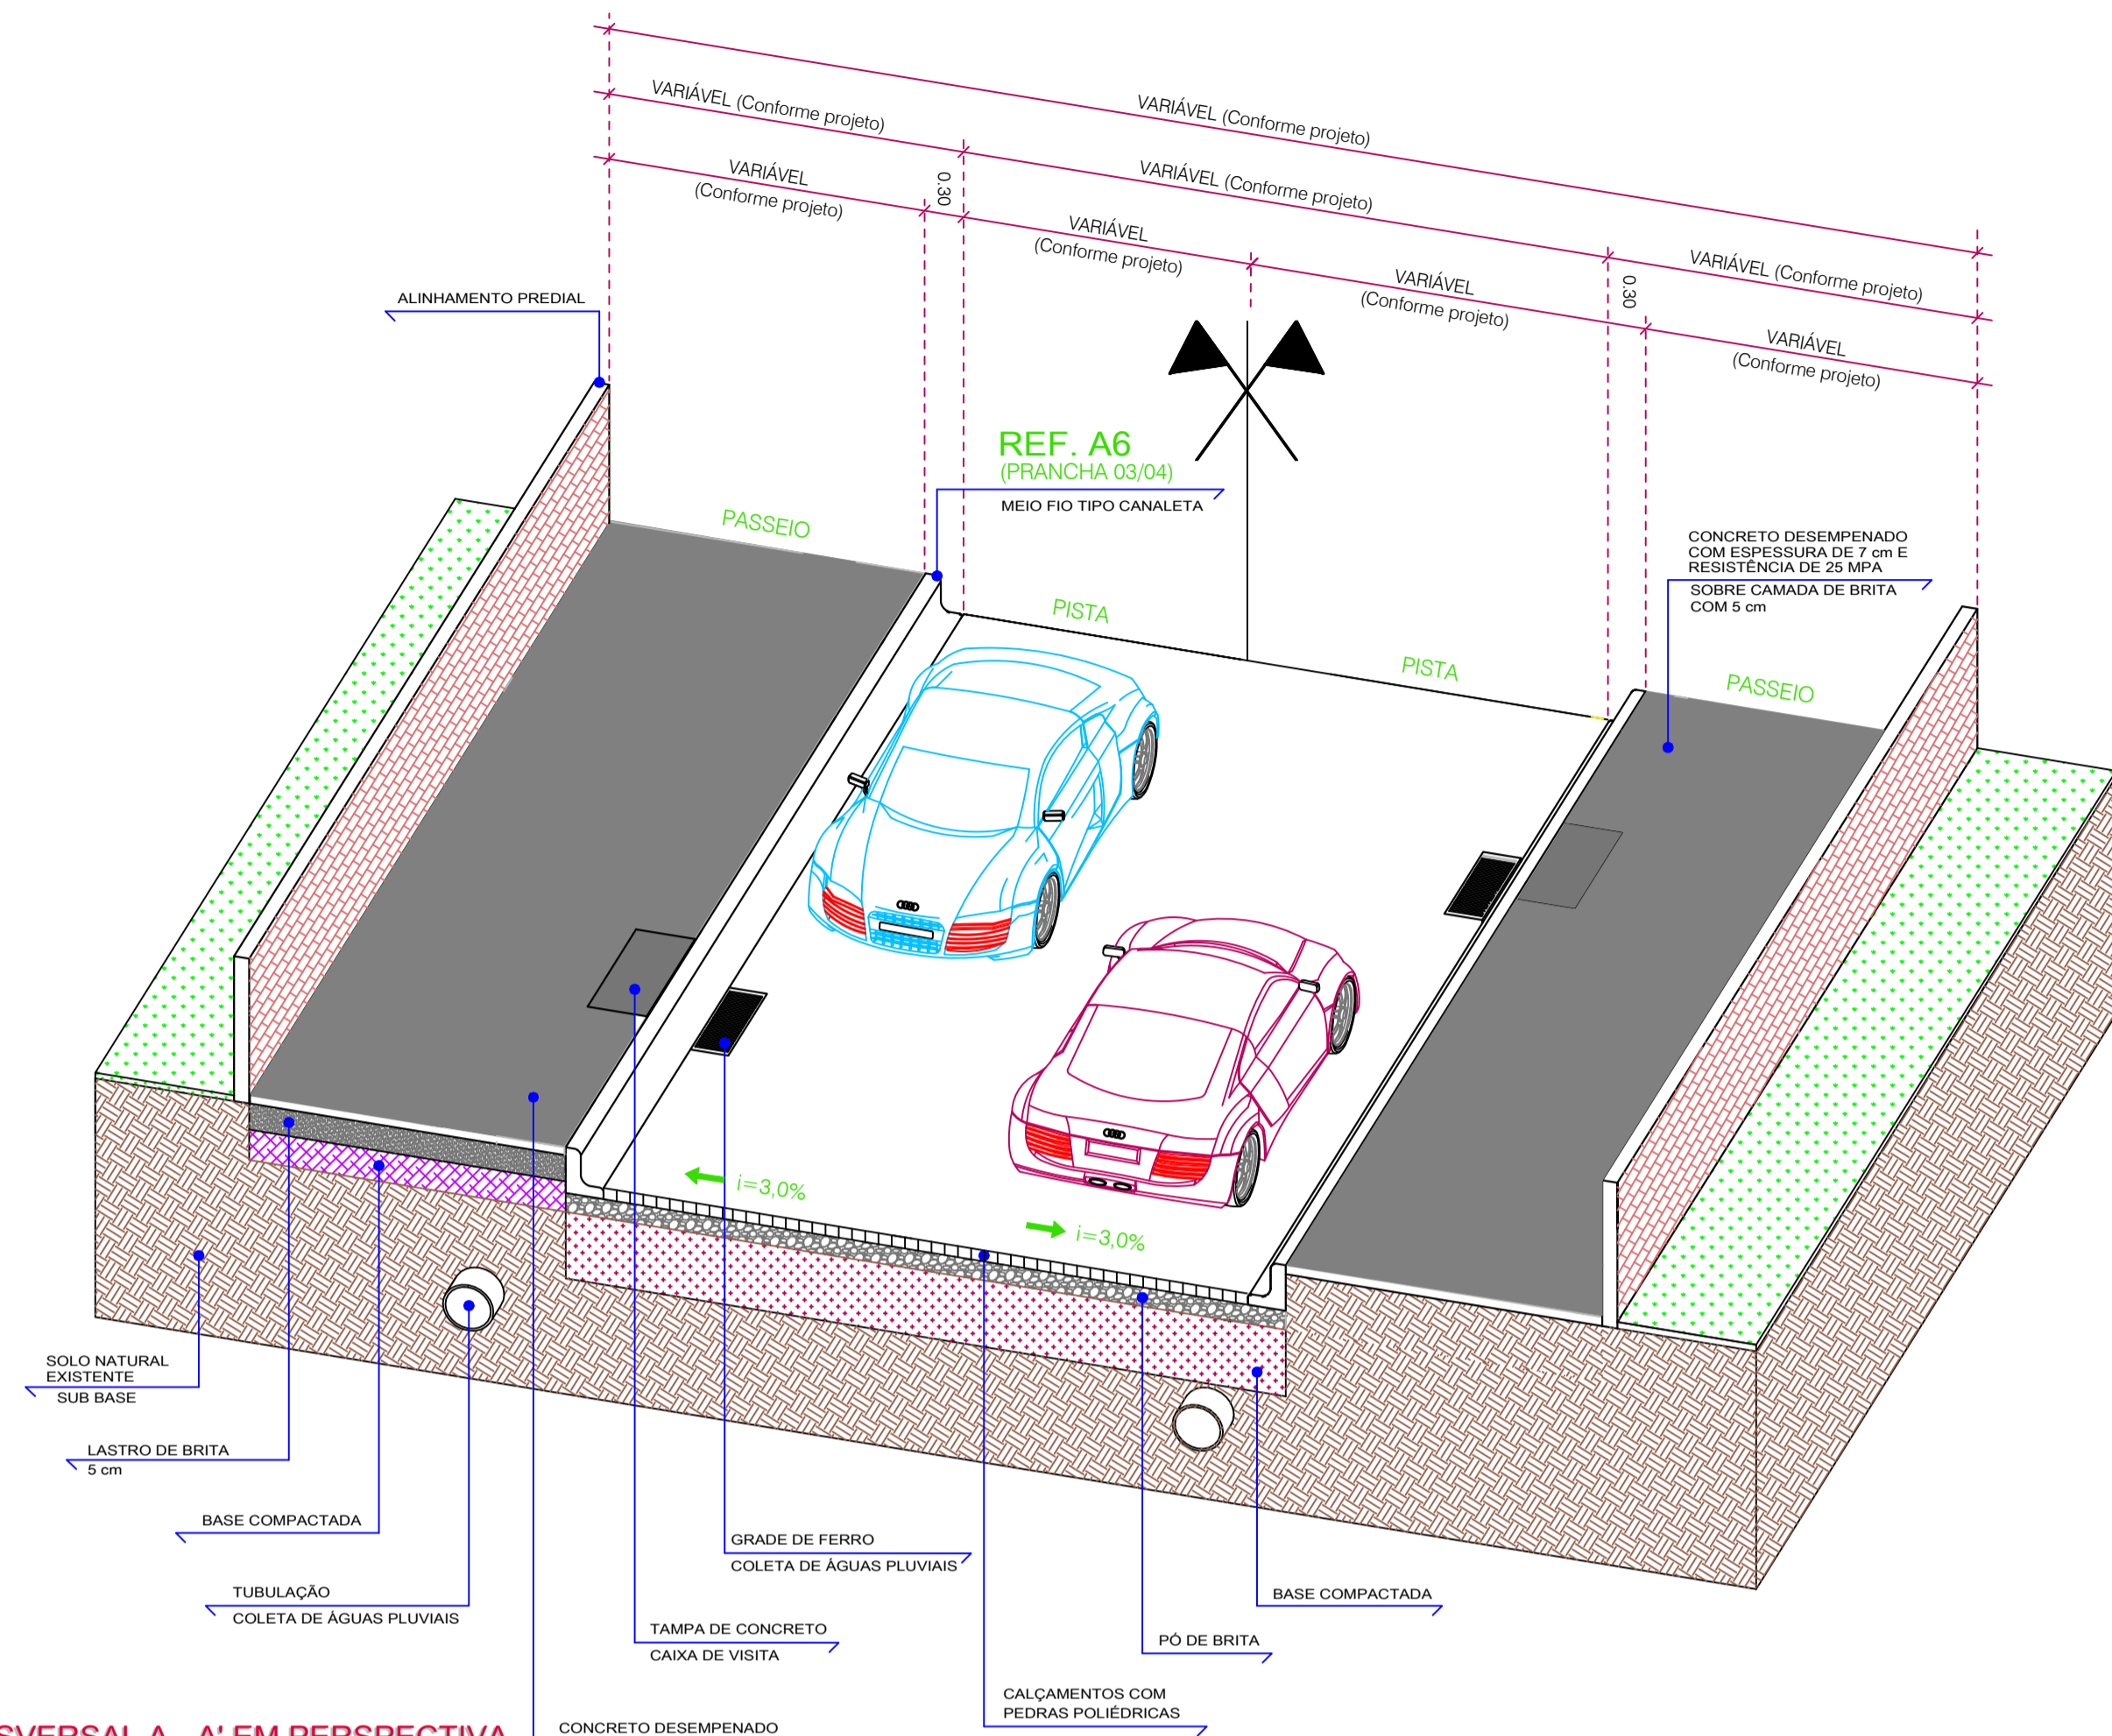 VARIÁVEL (Conforme projeto)
VARIÁVEL (Conforme projeto)
VARIÁVEL (Conforme projeto)
VARIÁVEL (Conforme projeto)
VARIÁVEL
(Conforme projeto)
0.30
VARIÁVEL
(Conforme projeto)
VARIÁVEL
(Conforme projeto)
0.30
VARIÁVEL
(Conforme projeto)
ALINHAMENTO PREDIAL
REF. A6
(PRANCHA 03/04)
MEIO FIO TIPO CANALETA
PASSEIO
PISTA
PISTA
PASSEIO
CONCRETO DESEMPENADO
COM ESPESSURA DE 7 cm E
RESISTÊNCIA DE 25 MPA
SOBRE CAMADA DE BRITA
COM 5 cm
i=3,0%
i=3,0%
SOLO NATURAL
EXISTENTE
SUB BASE
LASTRO DE BRITA
5 cm
BASE COMPACTADA
TUBULAÇÃO
COLETA DE ÁGUAS PLUVIAIS
GRADE DE FERRO
COLETA DE ÁGUAS PLUVIAIS
TAMPA DE CONCRETO
CAIXA DE VISITA
BASE COMPACTADA
PÓ DE BRITA
CALÇAMENTOS COM
PEDRAS POLIÉDRICAS
CONCRETO DESEMPENADO
SVERSAL A - A' EM PERSPECTIVA